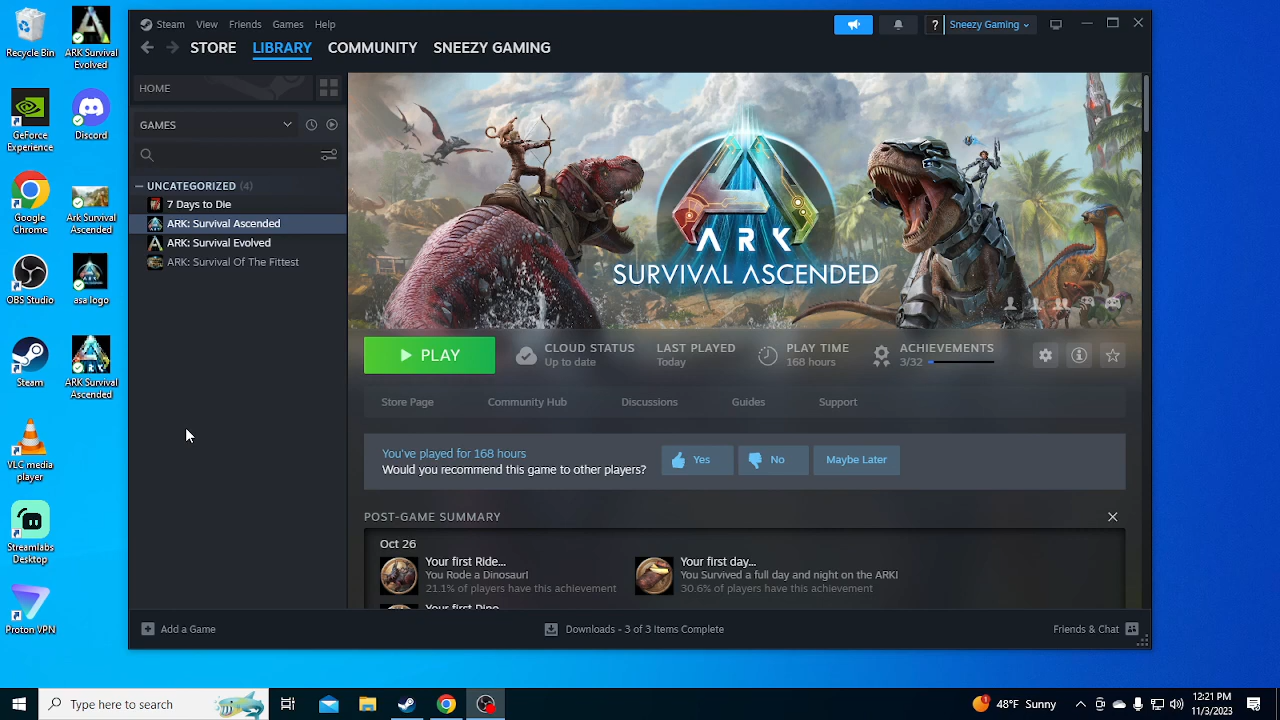 Recycle Bin
ARK Survival
Evolved
GeForce
Experience
Discord
Google
Chrome
Ark Survival
Ascended
OBS Studio
asa logo
Steam
ARK Survival
Ascended
VLC media
player
Streamlabs
Desktop
Proton VPN
Steam View Friends Games Help
? Sneezy Gaming
STORE LIBRARY COMMUNITY SNEEZY GAMING
HOME
GAMES
UNCATEGORIZED (4)
7 Days to Die
ARK: Survival Ascended
ARK: Survival Evolved
ARK: Survival Of The Fittest
ARK
SURVIVAL ASCENDED
PLAY
CLOUD STATUS
Up to date
LAST PLAYED
Today
PLAY TIME
168 hours
ACHIEVEMENTS
3/32
Store Page Community Hub Discussions Guides Support
You've played for 168 hours
Would you recommend this game to other players?
Yes No Maybe Later
POST-GAME SUMMARY
Oct 26
Your first Ride...
You Rode a Dinosaur!
21.1% of players have this achievement
Your first day...
You Survived a full day and night on the ARK!
30.6% of players have this achievement
Your first Dino
Add a Game
Downloads - 3 of 3 Items Complete
Friends & Chat
Type here to search
1
48°F Sunny
12:21 PM
11/3/2023